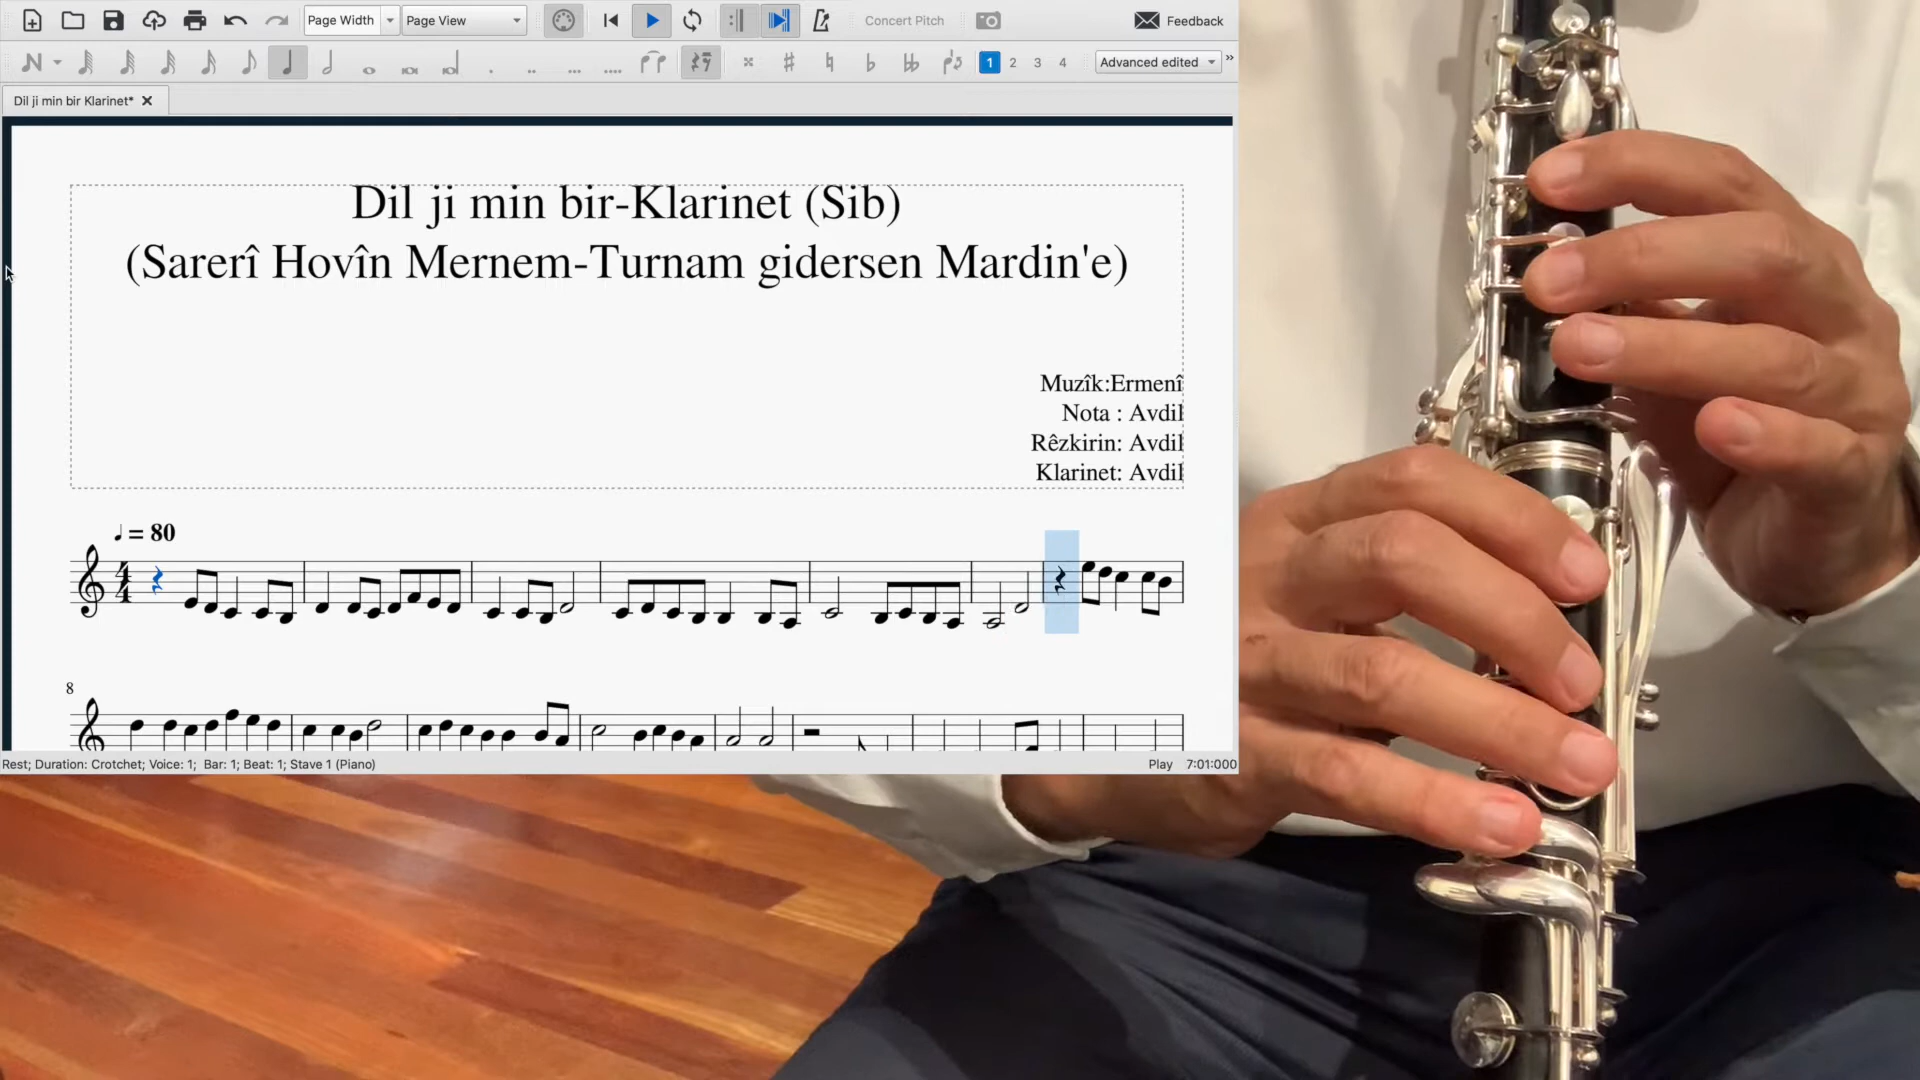 Page Width
Page View
Concert Pitch
Feedback
1 2 3 4
Advanced edited
»
Dil ji min bir Klarinet*
Dil ji min bir-Klarinet (Sib)
(Sarerî Hovîn Mernem-Turnam gidersen Mardin'e)
Muzîk:Ermenî
Nota : Avdil
Rêzkirin: Avdil
Klarinet: Avdil
♩ = 80
4
4
8
Rest; Duration: Crotchet; Voice: 1; Bar: 1; Beat: 1; Stave 1 (Piano)
Play 7:01:000